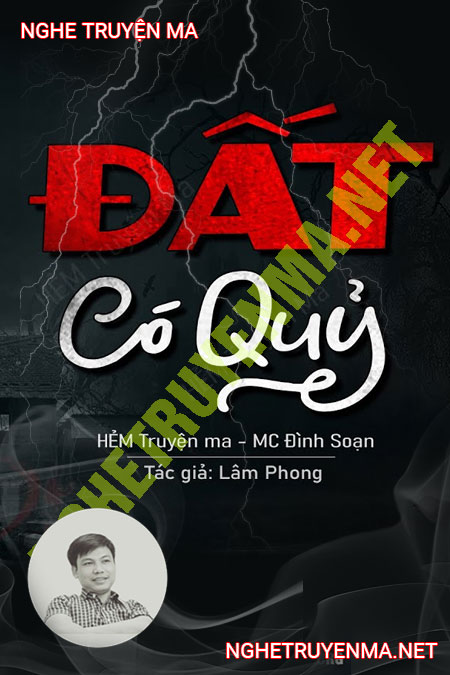 NGHE TRUYỆN MA
ĐẤT
Có Quỷ
NGHETRUYENMA.NET
HẺM Truyện ma - MC Đình Soạn
Tác giả: Lâm Phong
NGHETRUYENMA.NET